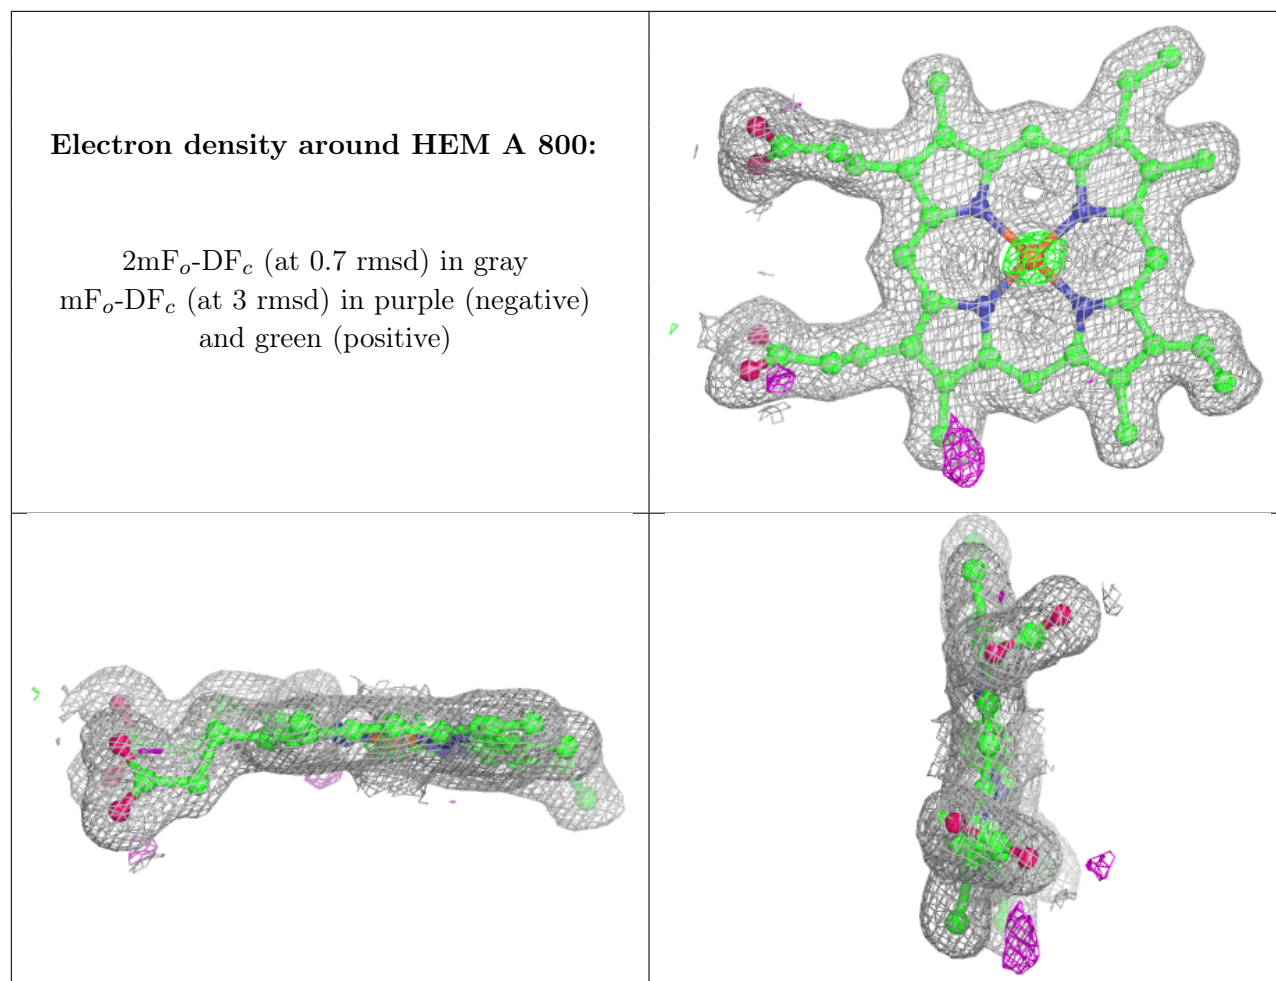 Electron density around HEM A 800:
2mFo-DFc (at 0.7 rmsd) in gray
mFo-DFc (at 3 rmsd) in purple (negative)
and green (positive)